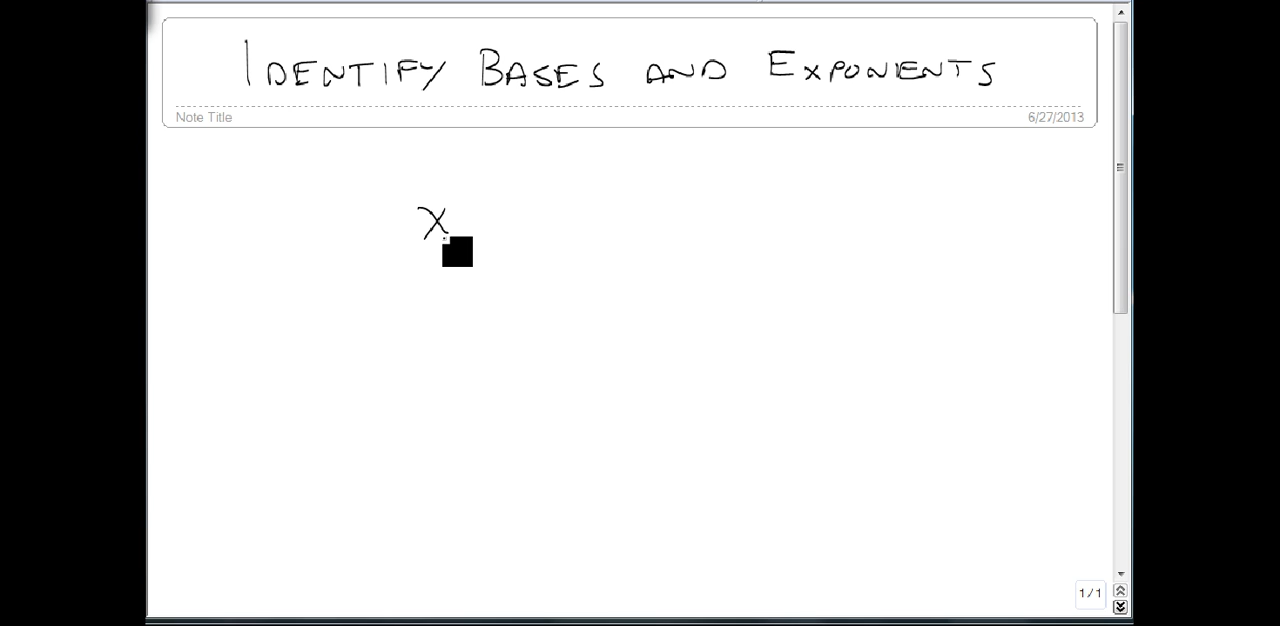 IDENTIFY BASES AND EXPONENTS
Note Title
6/27/2013
x
1/1